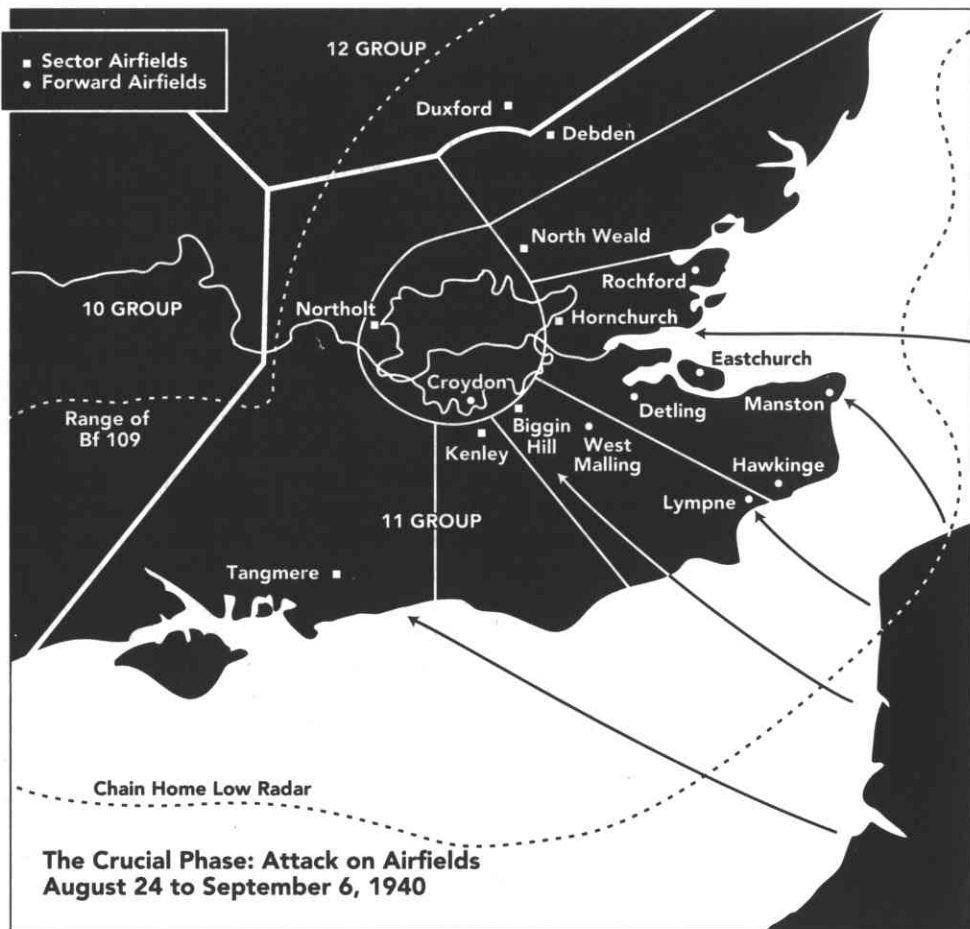 Sector Airfields
Forward Airfields
12 GROUP
Duxford
Debden
North Weald
Rochford
10 GROUP
Northolt
Hornchurch
Eastchurch
Croydon
Detling
Manston
Range of
Bf 109
Biggin
Hill
West
Malling
Kenley
Hawkinge
Lympne
11 GROUP
Tangmere
Chain Home Low Radar
The Crucial Phase: Attack on Airfields
August 24 to September 6, 1940